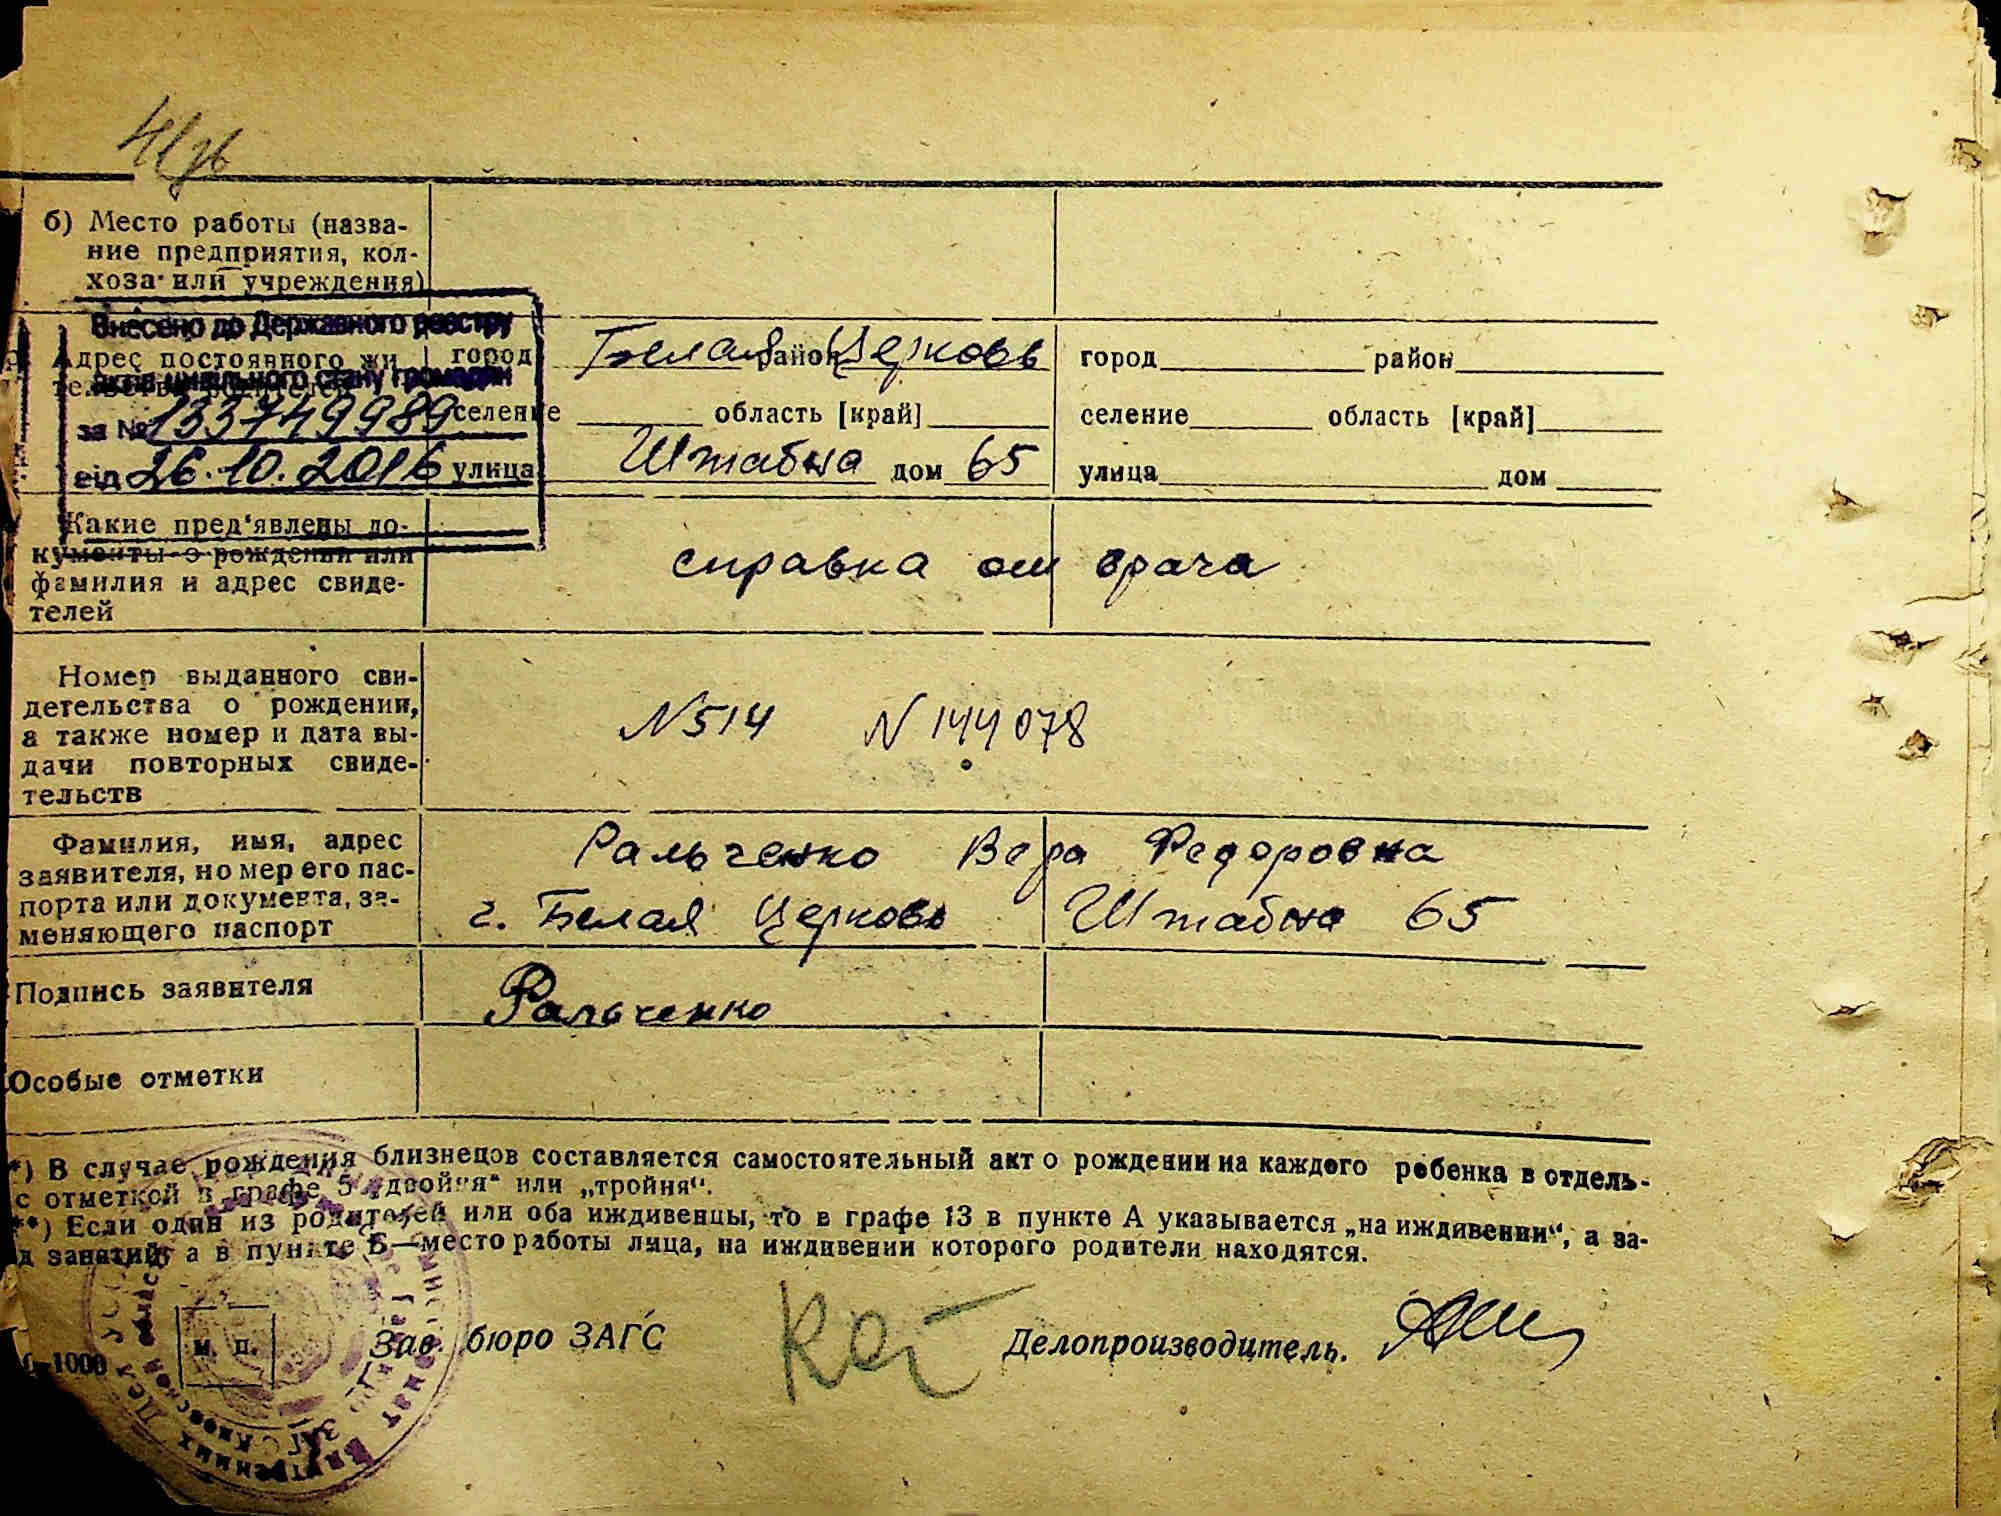 б) Место работы (назва-
ние предприятия, кол-
хоза или учреждения)
Внесено до Державного реєстру
актів цивільного стану громадян
за № 133749989
від 26.10.2016
Адрес постоянного жи
город Белая Церковь район
селение область [край]
улица Штабна дом 65
город район
селение область [край]
улица дом
Какие пред'явлены до-
кументы о рождении или
фамилия и адрес свиде-
телей
справка от врача
Номер выданного сви-
детельства о рождении,
а также номер и дата вы-
дачи повторных свиде-
тельств
N514 N 144078
Фамилия, имя, адрес
заявителя, номер его пас-
порта или документа, за-
меняющего паспорт
Ральченко Вера Федоровна
г. Белая Церковь Штабна 65
Подпись заявителя
Ральченко
Особые отметки
*) В случае рождения близнецов составляется самостоятельный акт о рождении на каждого ребенка в отдель-
с отметкой в графе 5 „двойня“ или „тройня“.
**) Если один из родителей или оба иждивенцы, то в графе 13 в пункте А указывается „на иждивении“, а за-
д занятий, а в пункте Б—место работы лица, на иждивении которого родители находятся.
М. П.
Зав. бюро ЗАГС
Делопроизводитель.
1000
Внутренних Дел
ЗАГС Киевской област